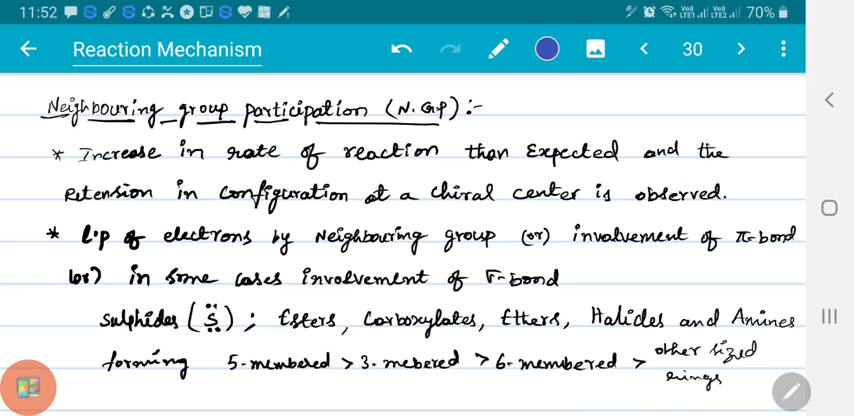 11:52
70%
Reaction Mechanism
30
Neighbouring group participation (N.G.P) :-
* Increase in rate of reaction than Expected and the
Retension in configuration at a chiral center is observed.
* l.p of electrons by Neighbouring group (or) involvement of π-bond
(or) in some cases involvement of σ-bond
Sulphides (S̈) ; Esters, Carboxylates, Ethers, Halides and Amines
forming 5-membered > 3-mebered > 6-membered > other sized
rings